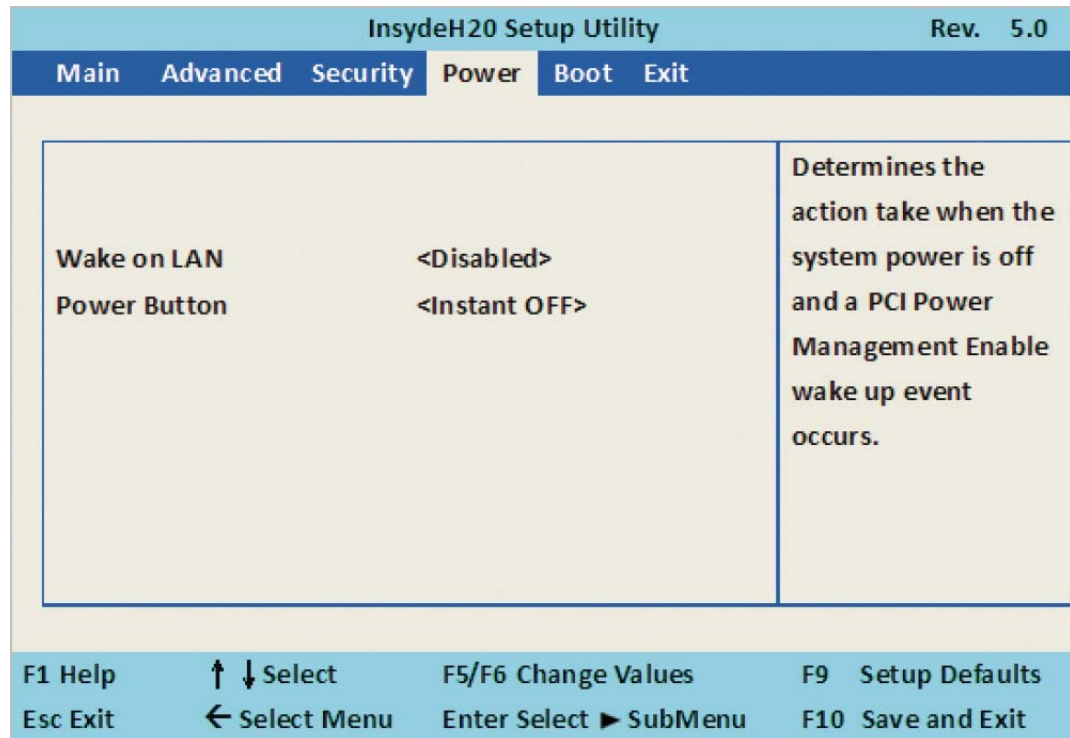 InsydeH20 Setup Utility Rev. 5.0
Main Advanced Security Power Boot Exit
Wake on LAN <Disabled>
Power Button <Instant OFF>
Determines the
action take when the
system power is off
and a PCI Power
Management Enable
wake up event
occurs.
F1 Help ↑ ↓ Select F5/F6 Change Values F9 Setup Defaults
Esc Exit ← Select Menu Enter Select ► SubMenu F10 Save and Exit